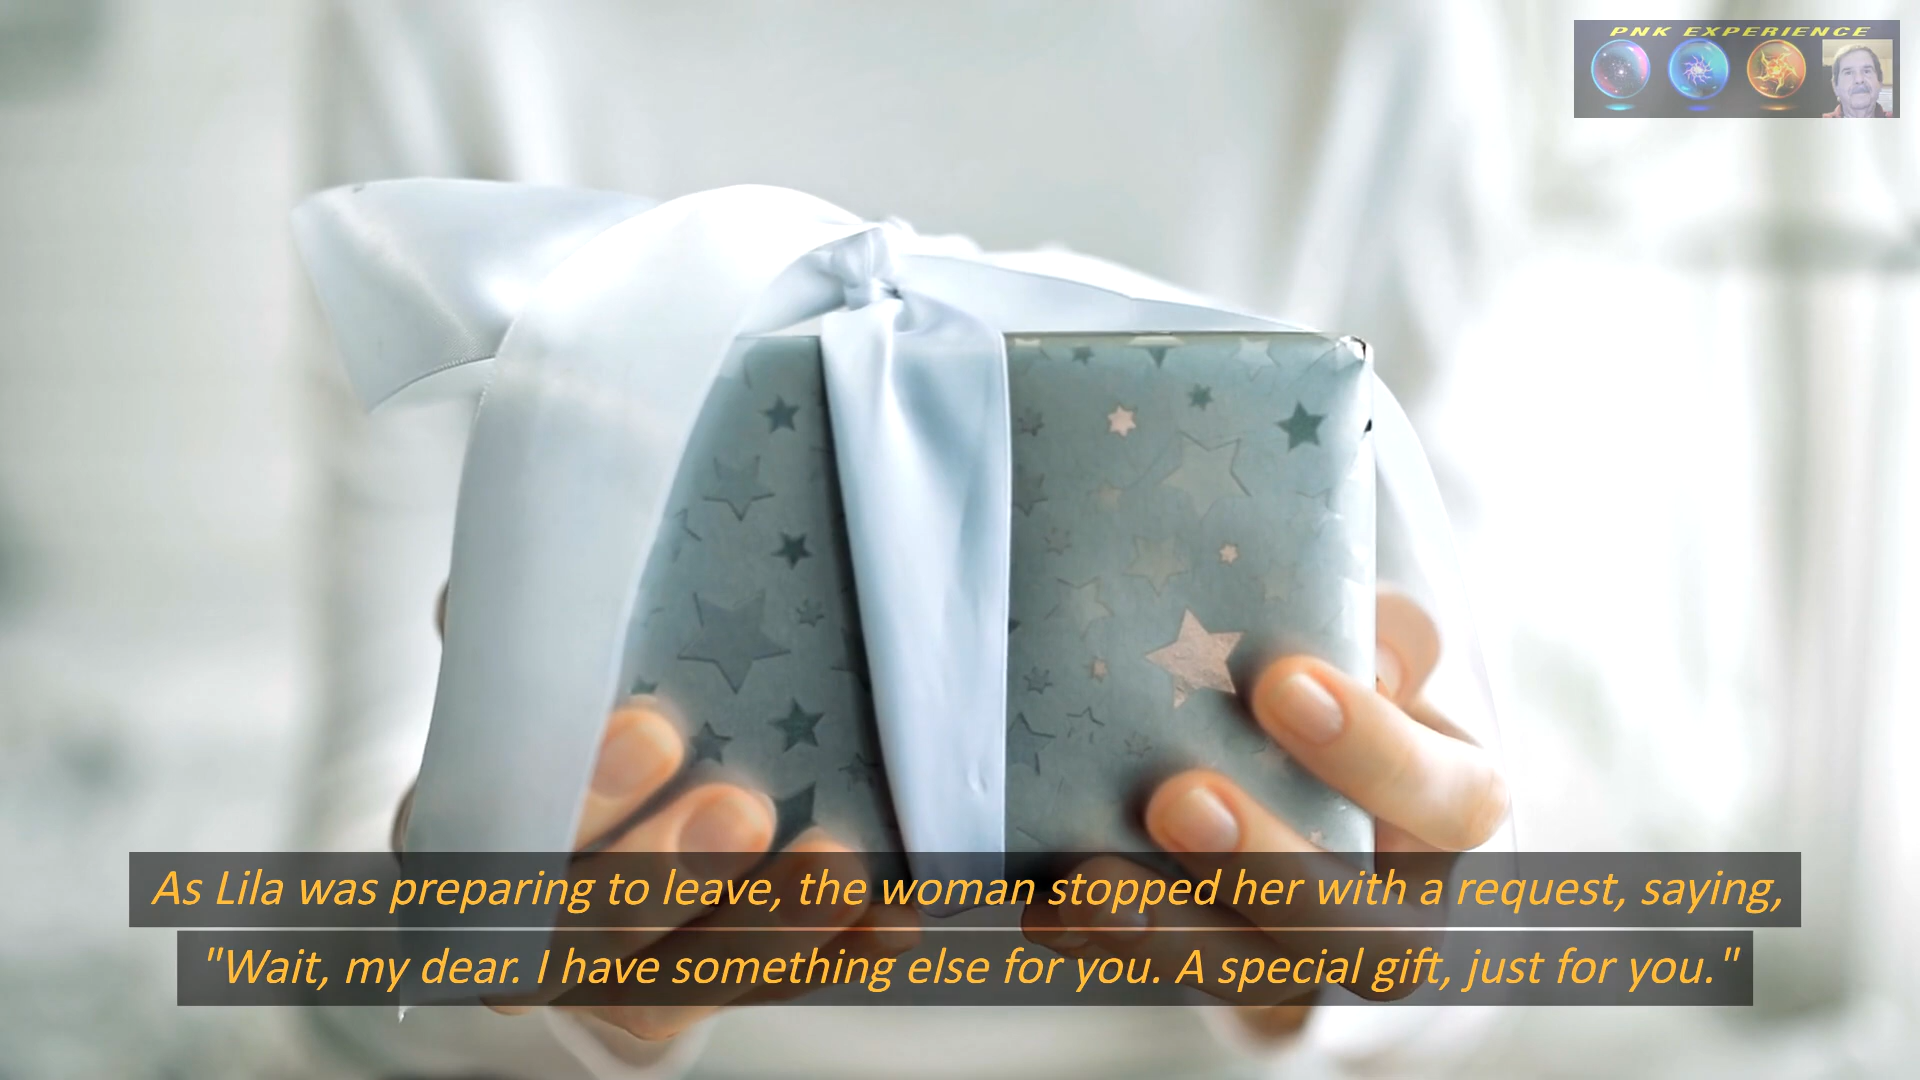 PNK EXPERIENCE
As Lila was preparing to leave, the woman stopped her with a request, saying,
"Wait, my dear. I have something else for you. A special gift, just for you."